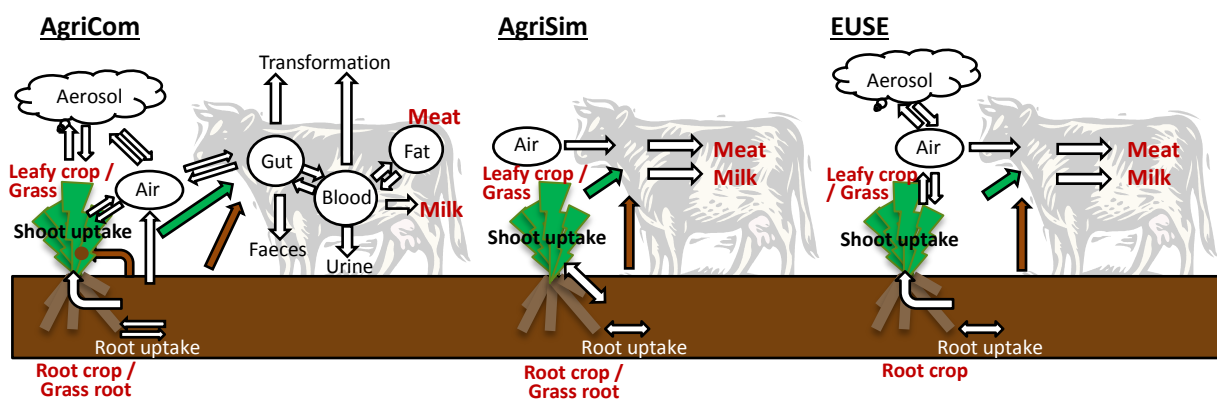 AgriCom
Aerosol
Transformation
Leafy crop /
Grass
Air
Gut
Meat
Fat
Blood
Milk
Shoot uptake
Faeces
Urine
Root uptake
Root crop /
Grass root
AgriSim
Air
Leafy crop /
Grass
Meat
Milk
Shoot uptake
Root uptake
Root crop /
Grass root
EUSE
Aerosol
Air
Leafy crop
/ Grass
Meat
Milk
Shoot uptake
Root uptake
Root crop